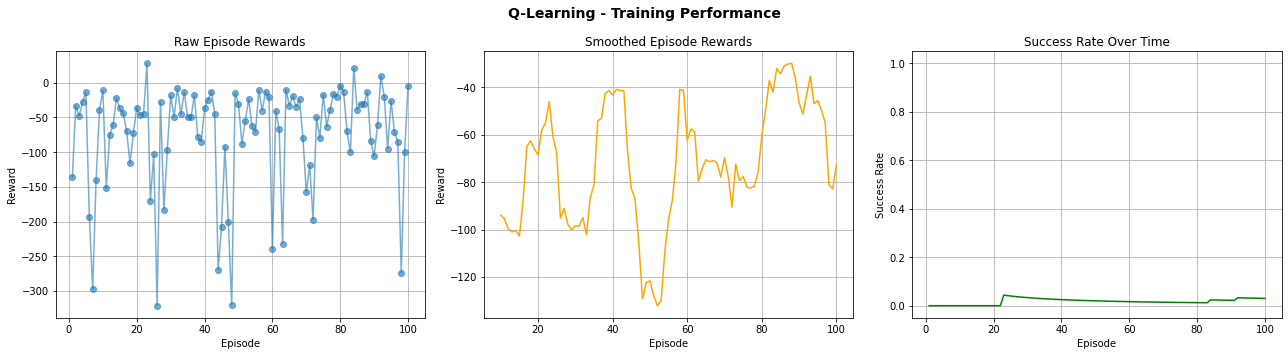 Q-Learning - Training Performance
Raw Episode Rewards
Reward
0
−50
−100
−150
−200
−250
−300
0 20 40 60 80 100
Episode
Smoothed Episode Rewards
Reward
−40
−60
−80
−100
−120
20 40 60 80 100
Episode
Success Rate Over Time
Success Rate
1.0
0.8
0.6
0.4
0.2
0.0
0 20 40 60 80 100
Episode